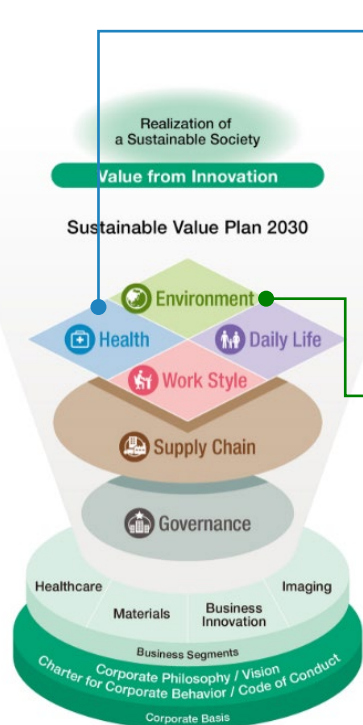 Realization of
a Sustainable Society
Value from Innovation
Sustainable Value Plan 2030
Environment
Health
Daily Life
Work Style
Supply Chain
Governance
Healthcare
Materials
Business
Innovation
Imaging
Business Segments
Corporate Philosophy / Vision
Charter for Corporate Behavior / Code of Conduct
Corporate Basis